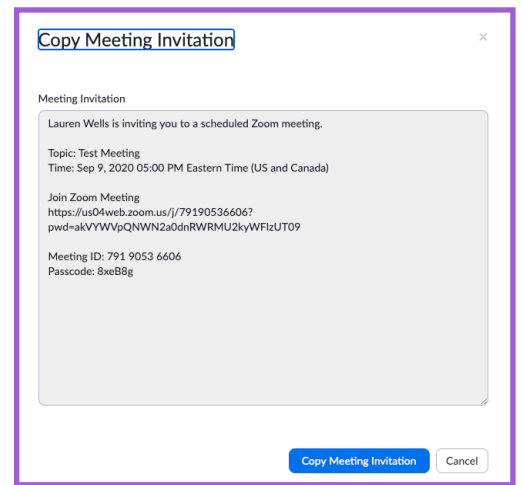 Copy Meeting Invitation
×
Meeting Invitation
Lauren Wells is inviting you to a scheduled Zoom meeting.
Topic: Test Meeting
Time: Sep 9, 2020 05:00 PM Eastern Time (US and Canada)
Join Zoom Meeting
https://us04web.zoom.us/j/79190536606?
pwd=akVYWVpQNWN2a0dnRWRMU2kyWFIzUT09
Meeting ID: 791 9053 6606
Passcode: 8xeB8g
Copy Meeting Invitation
Cancel